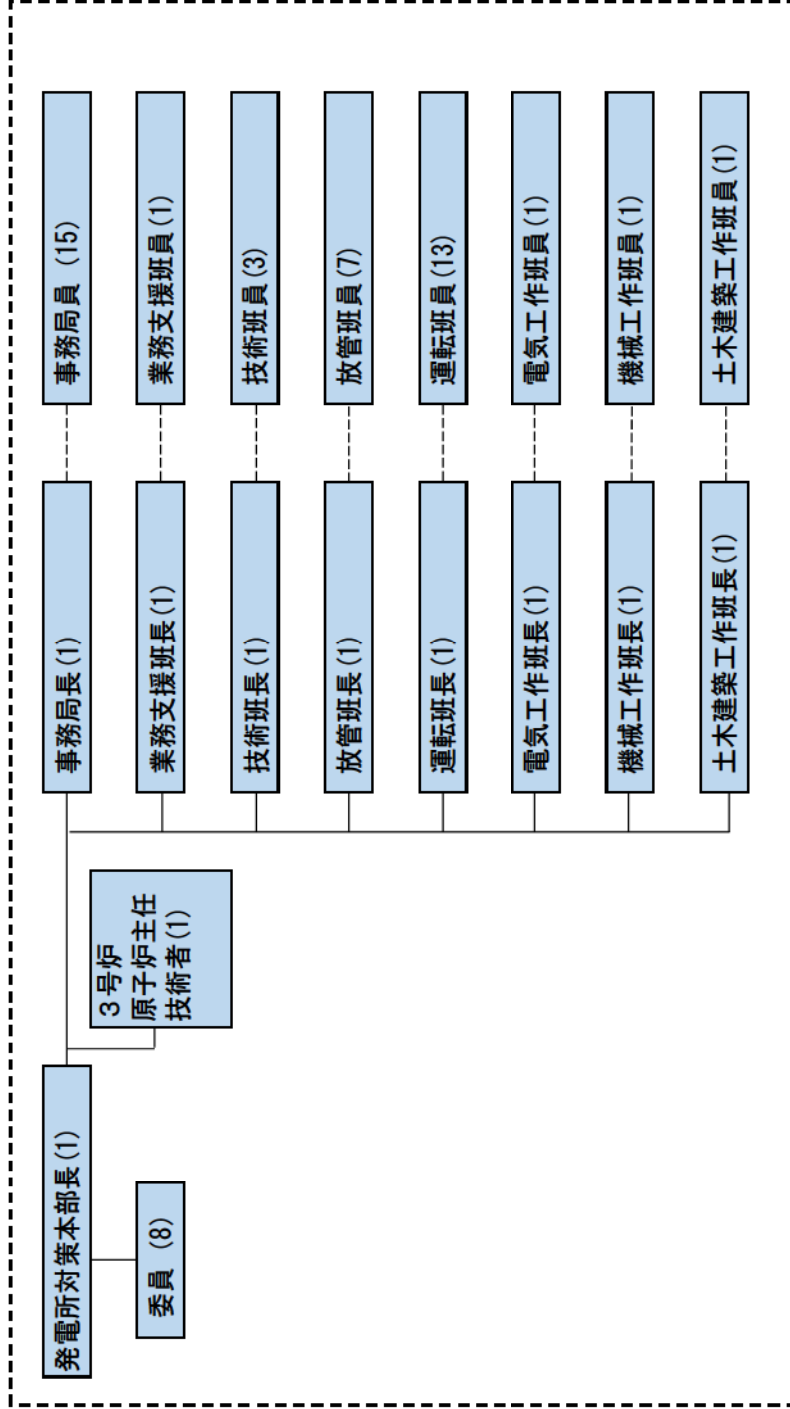 発電所対策本部長(1)
委員 (8)
3号炉
原子炉主任
技術者(1)
事務局長(1)
事務局員 (15)
業務支援班長(1)
業務支援班員(1)
技術班長(1)
技術班員(3)
放管班長(1)
放管班員(7)
運転班長(1)
運転班員(13)
電気工作班長(1)
電気工作班員(1)
機械工作班長(1)
機械工作班員(1)
土木建築工作班長(1)
土木建築工作班員(1)